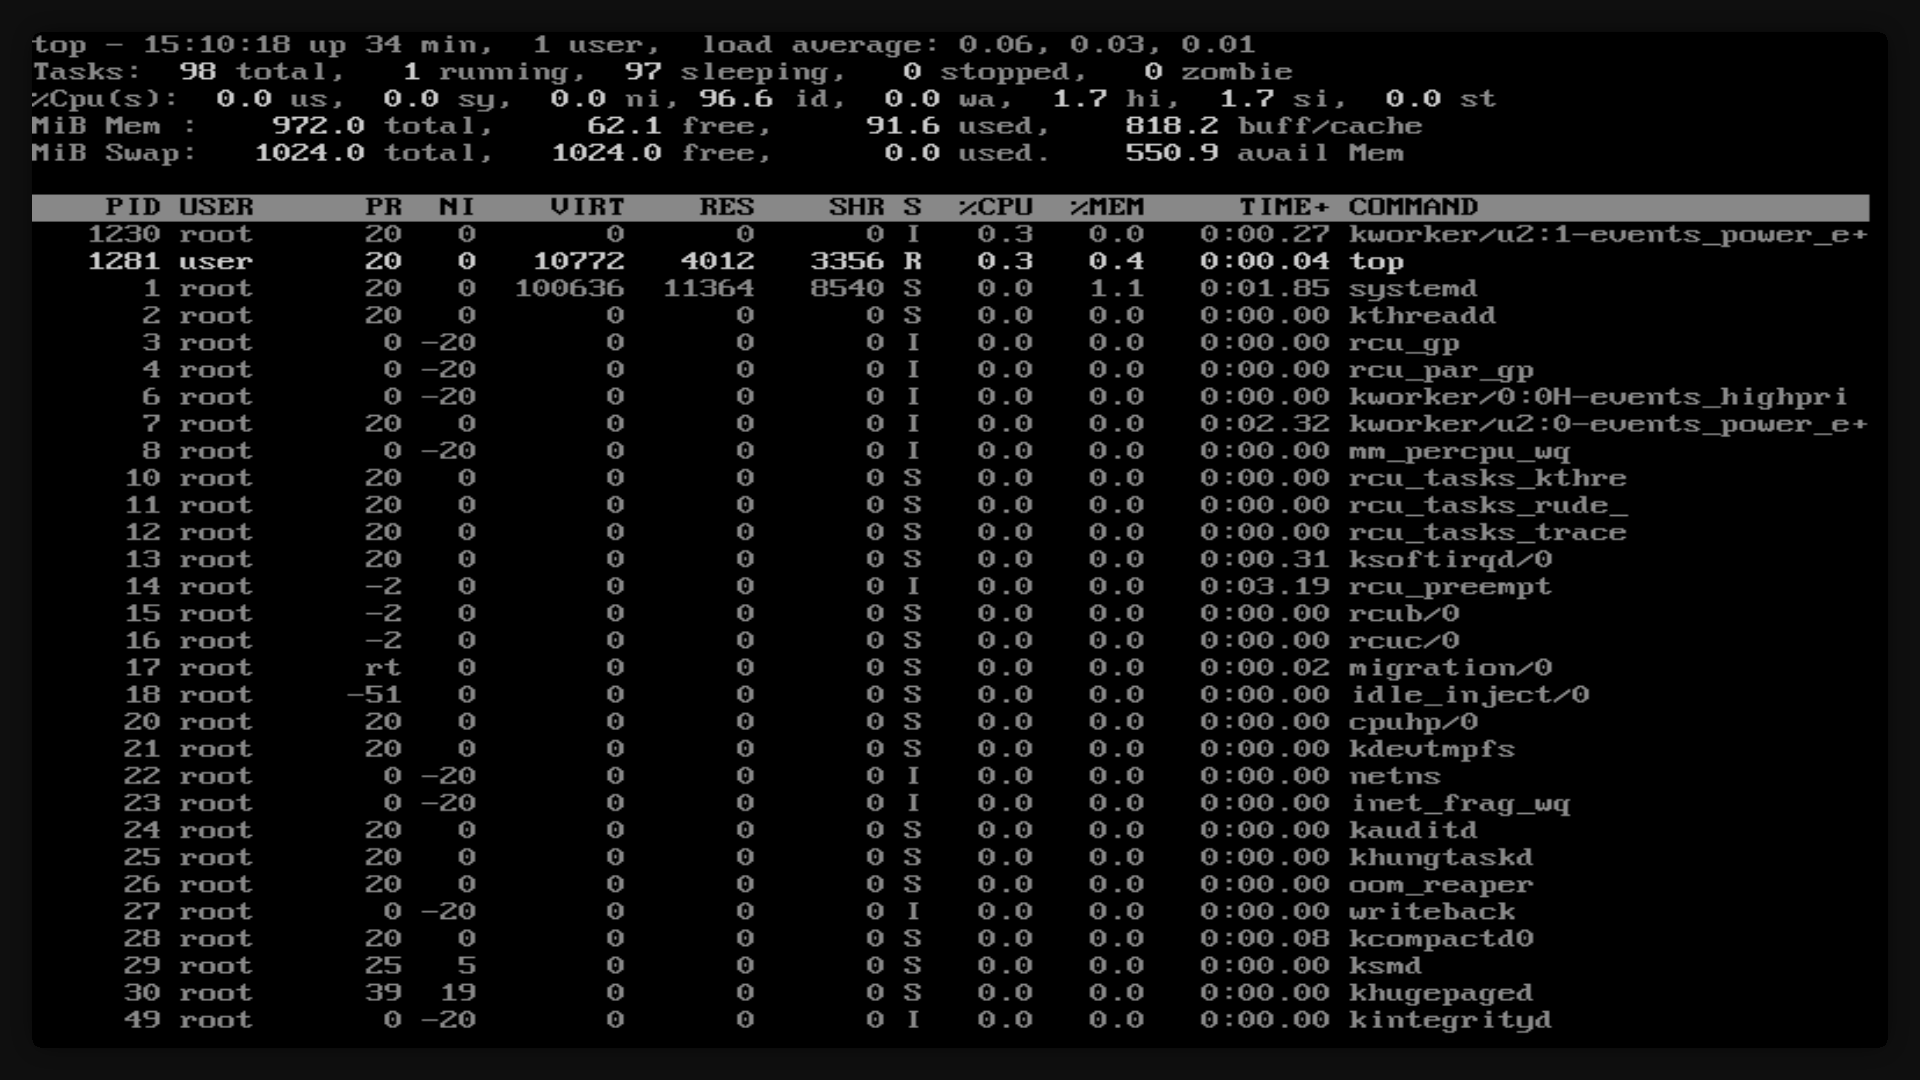 top - 15:10:18 up 34 min,  1 user,  load average: 0.06, 0.03, 0.01
Tasks:  98 total,   1 running,  97 sleeping,   0 stopped,   0 zombie
%Cpu(s):  0.0 us,  0.0 sy,  0.0 ni, 96.6 id,  0.0 wa,  1.7 hi,  1.7 si,  0.0 st
MiB Mem :    972.0 total,     62.1 free,     91.6 used,    818.2 buff/cache
MiB Swap:   1024.0 total,   1024.0 free,      0.0 used.    550.9 avail Mem
PID USER PR NI VIRT RES SHR S %CPU %MEM TIME+ COMMAND
1230 root 20 0 0 0 0 I 0.3 0.0 0:00.27 kworker/u2:1-events_power_e+
1281 user 20 0 10772 4012 3356 R 0.3 0.4 0:00.04 top
1 root 20 0 100636 11364 8540 S 0.0 1.1 0:01.85 systemd
2 root 20 0 0 0 0 S 0.0 0.0 0:00.00 kthreadd
3 root 0 -20 0 0 0 I 0.0 0.0 0:00.00 rcu_gp
4 root 0 -20 0 0 0 I 0.0 0.0 0:00.00 rcu_par_gp
6 root 0 -20 0 0 0 I 0.0 0.0 0:00.00 kworker/0:0H-events_highpri
7 root 20 0 0 0 0 I 0.0 0.0 0:02.32 kworker/u2:0-events_power_e+
8 root 0 -20 0 0 0 I 0.0 0.0 0:00.00 mm_percpu_wq
10 root 20 0 0 0 0 S 0.0 0.0 0:00.00 rcu_tasks_kthre
11 root 20 0 0 0 0 S 0.0 0.0 0:00.00 rcu_tasks_rude_
12 root 20 0 0 0 0 S 0.0 0.0 0:00.00 rcu_tasks_trace
13 root 20 0 0 0 0 S 0.0 0.0 0:00.31 ksoftirqd/0
14 root -2 0 0 0 0 I 0.0 0.0 0:03.19 rcu_preempt
15 root -2 0 0 0 0 S 0.0 0.0 0:00.00 rcub/0
16 root -2 0 0 0 0 S 0.0 0.0 0:00.00 rcuc/0
17 root rt 0 0 0 0 S 0.0 0.0 0:00.02 migration/0
18 root -51 0 0 0 0 S 0.0 0.0 0:00.00 idle_inject/0
20 root 20 0 0 0 0 S 0.0 0.0 0:00.00 cpuhp/0
21 root 20 0 0 0 0 S 0.0 0.0 0:00.00 kdevtmpfs
22 root 0 -20 0 0 0 I 0.0 0.0 0:00.00 netns
23 root 0 -20 0 0 0 I 0.0 0.0 0:00.00 inet_frag_wq
24 root 20 0 0 0 0 S 0.0 0.0 0:00.00 kauditd
25 root 20 0 0 0 0 S 0.0 0.0 0:00.00 khungtaskd
26 root 20 0 0 0 0 S 0.0 0.0 0:00.00 oom_reaper
27 root 0 -20 0 0 0 I 0.0 0.0 0:00.00 writeback
28 root 20 0 0 0 0 S 0.0 0.0 0:00.08 kcompactd0
29 root 25 5 0 0 0 S 0.0 0.0 0:00.00 ksmd
30 root 39 19 0 0 0 S 0.0 0.0 0:00.00 khugepaged
49 root 0 -20 0 0 0 I 0.0 0.0 0:00.00 kintegrityd